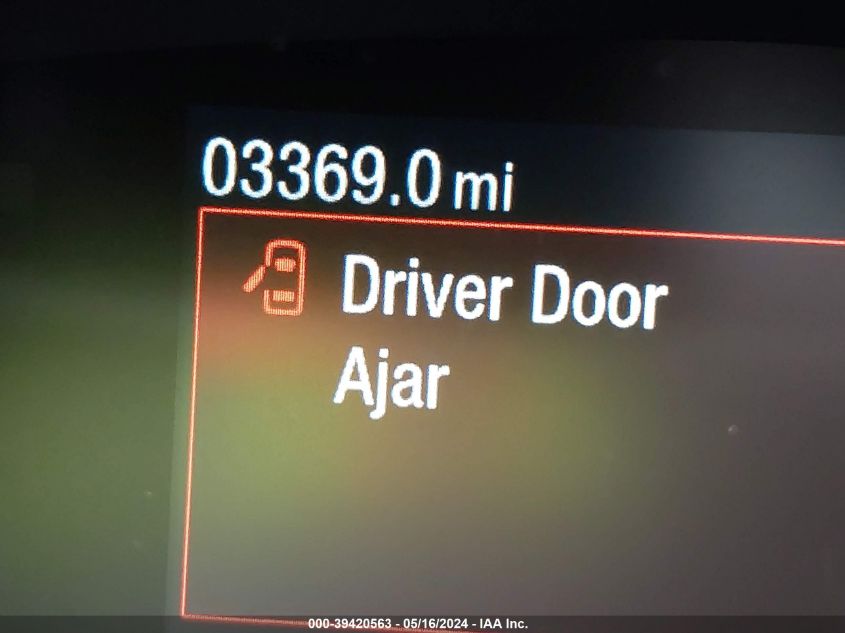 03369.0 mi
Driver Door
Ajar
000-39420563 - 05/16/2024 - IAA Inc.